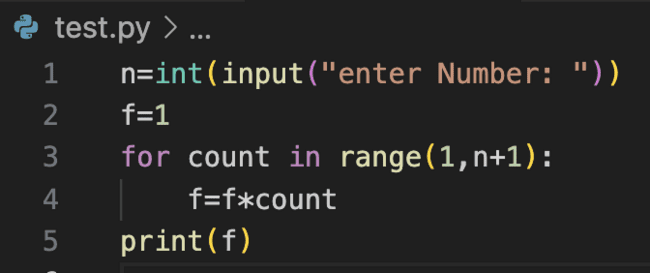 test.py > ...
1 n=int(input("enter Number: "))
2 f=1
3 for count in range(1,n+1):
4     f=f*count
5 print(f)